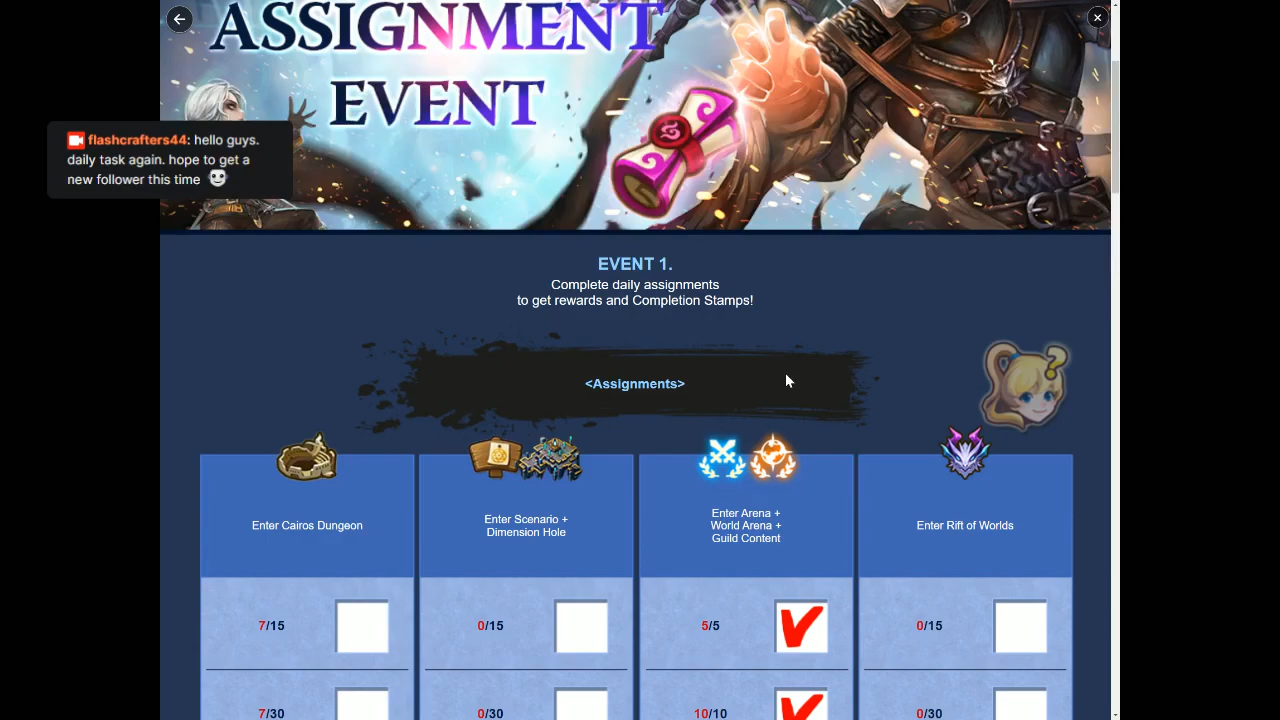 ASSIGNMENT
EVENT
flashcrafters44: hello guys.
daily task again. hope to get a
new follower this time
EVENT 1.
Complete daily assignments
to get rewards and Completion Stamps!
<Assignments>
Enter Cairos Dungeon
Enter Scenario +
Dimension Hole
Enter Arena +
World Arena +
Guild Content
Enter Rift of Worlds
7/15
0/15
5/5
0/15
7/30
0/30
10/10
0/30